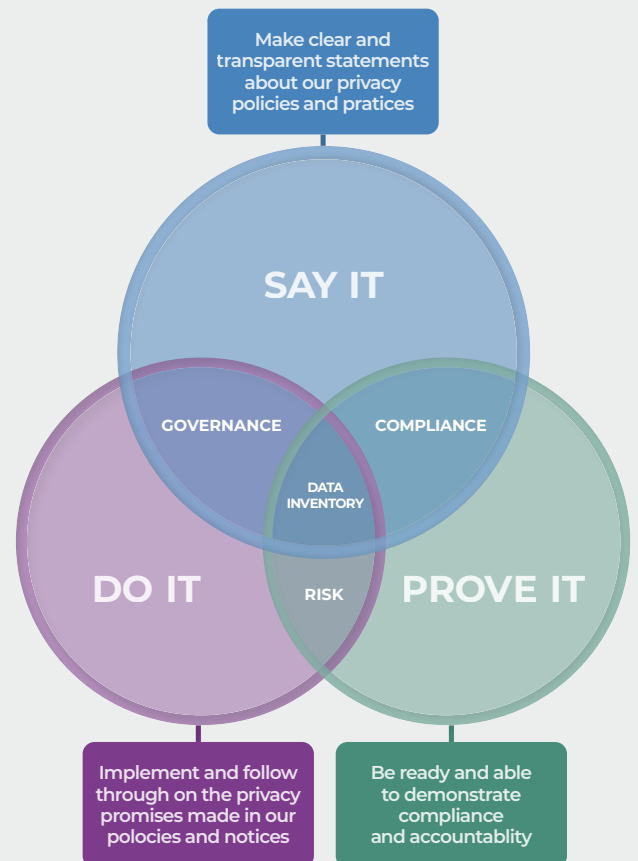 Make clear and
transparent statements
about our privacy
policies and pratices
SAY IT
GOVERNANCE
COMPLIANCE
DATA
INVENTORY
DO IT
RISK
PROVE IT
Implement and follow
through on the privacy
promises made in our
polocies and notices
Be ready and able
to demonstrate
compliance
and accountablity